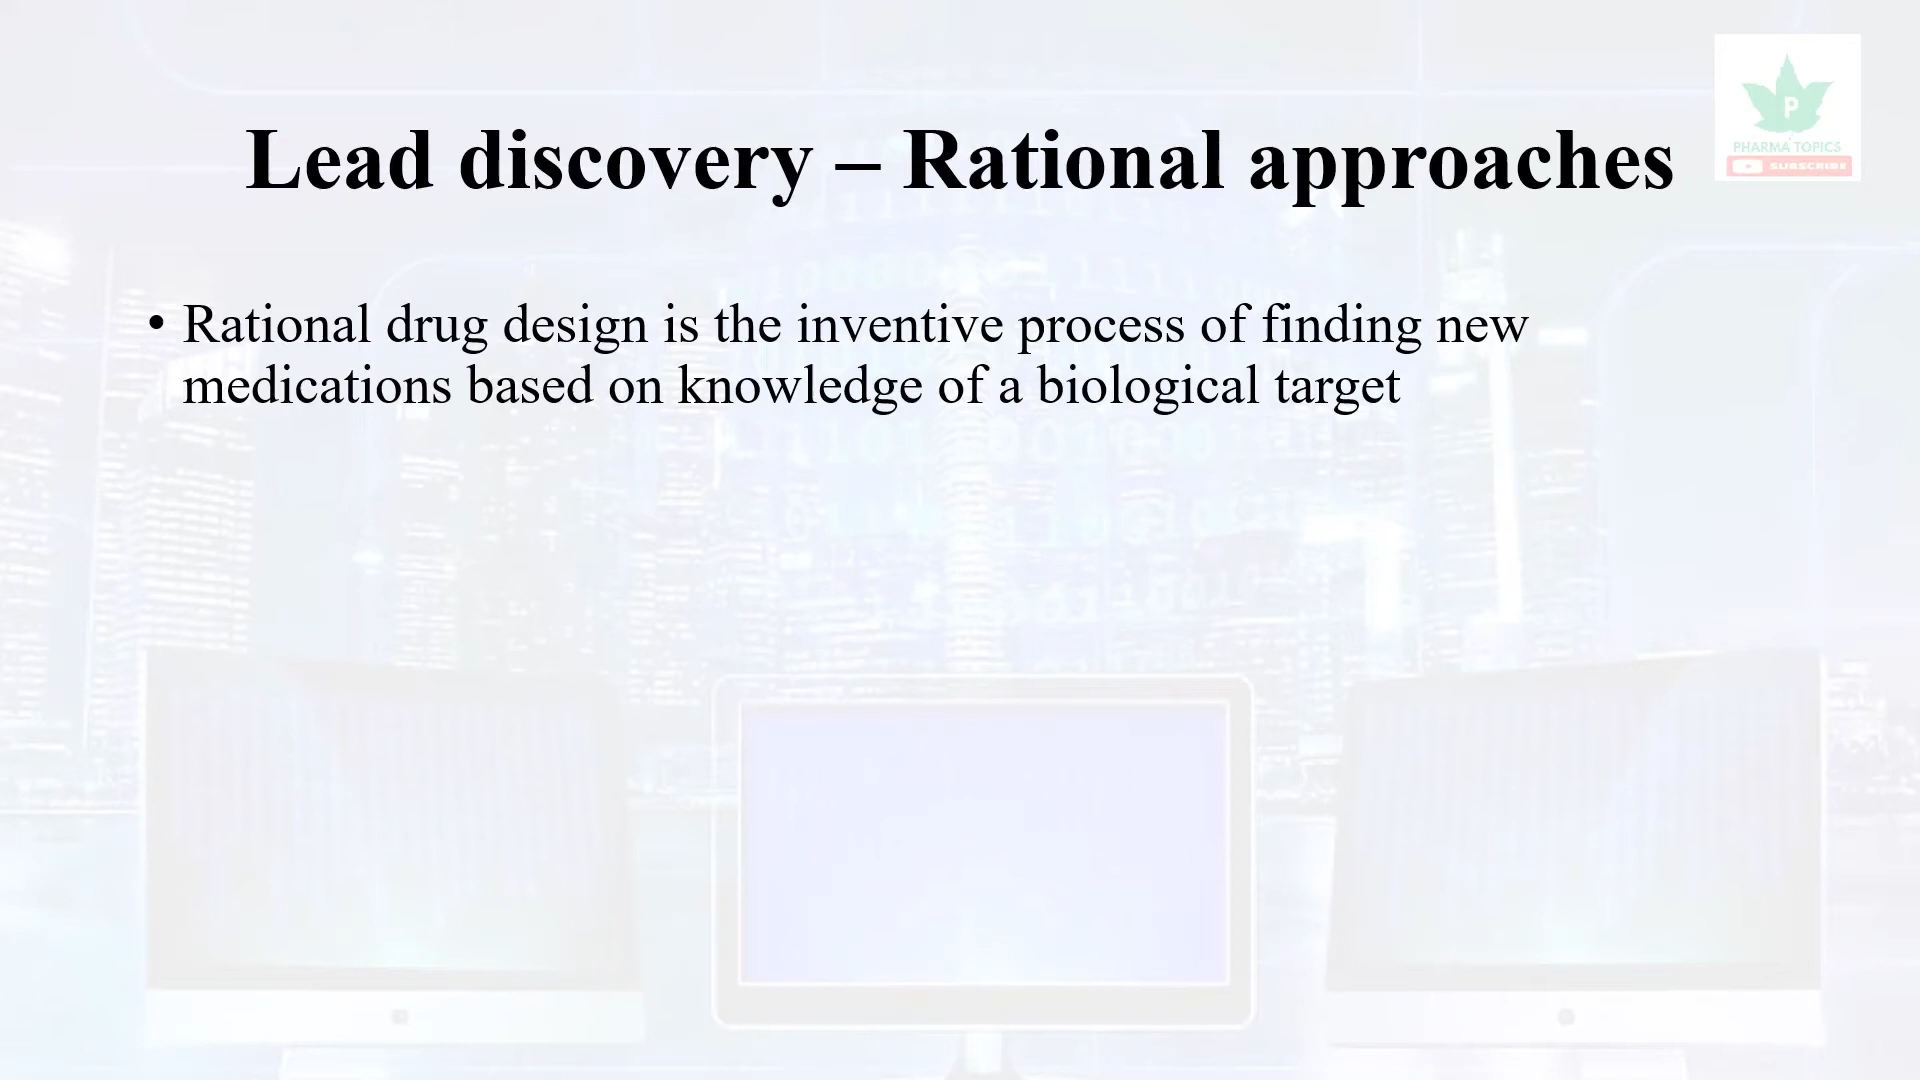 Lead discovery – Rational approaches
P
PHARMA TOPICS
SUBSCRIBE
• Rational drug design is the inventive process of finding new
medications based on knowledge of a biological target